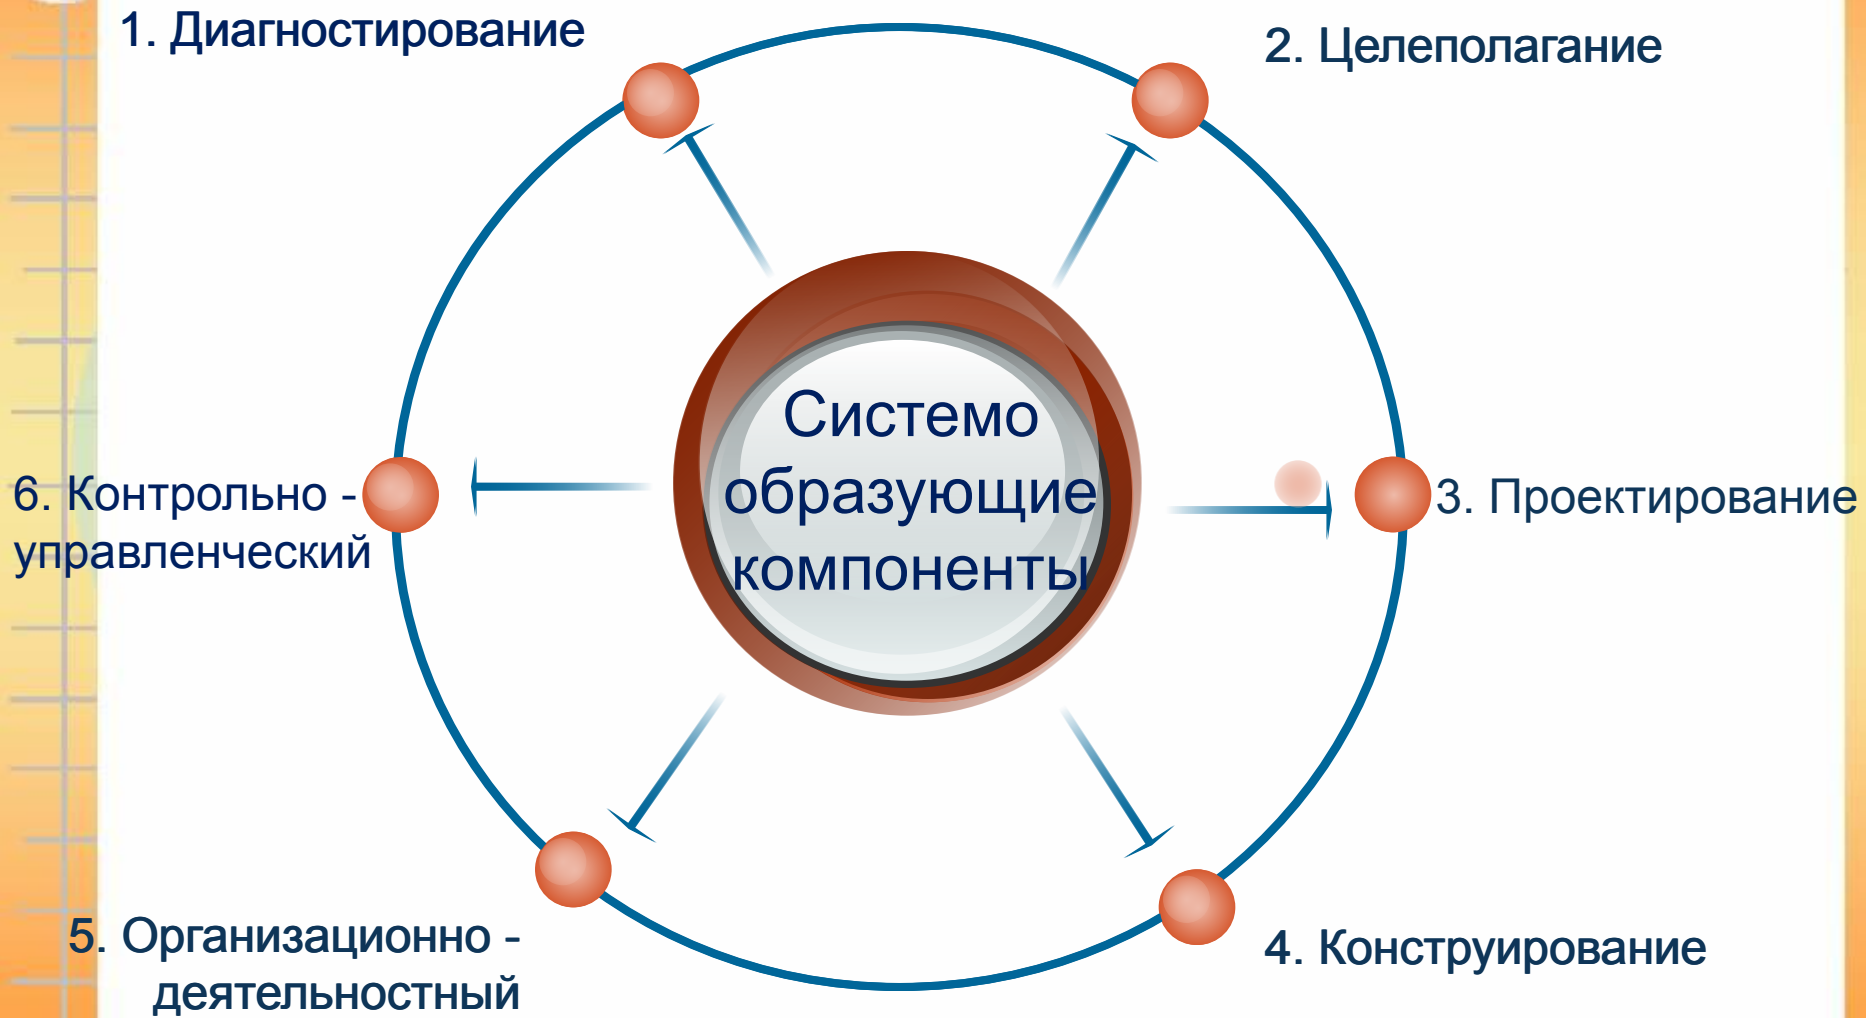 1. Диагностирование
2. Целеполагание
Системо
образующие
компоненты
3. Проектирование
4. Конструирование
5. Организационно -
деятельностный
6. Контрольно -
управленческий